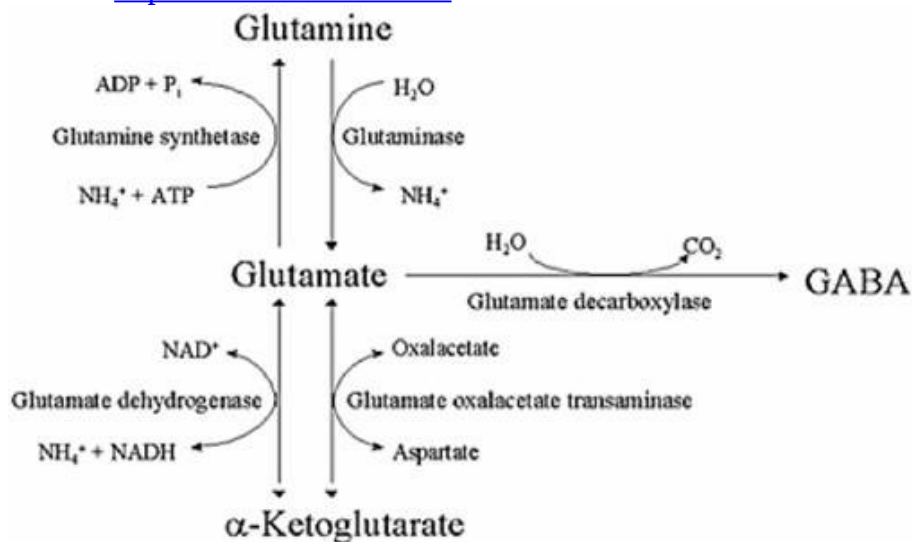 Glutamine
ADP + Pi
H₂O
Glutamine synthetase
Glutaminase
NH₄⁺ + ATP
NH₄⁺
H₂O
CO₂
Glutamate
GABA
Glutamate decarboxylase
NAD⁺
Oxalacetate
Glutamate dehydrogenase
Glutamate oxalacetate transaminase
NH₄⁺ + NADH
Aspartate
α-Ketoglutarate